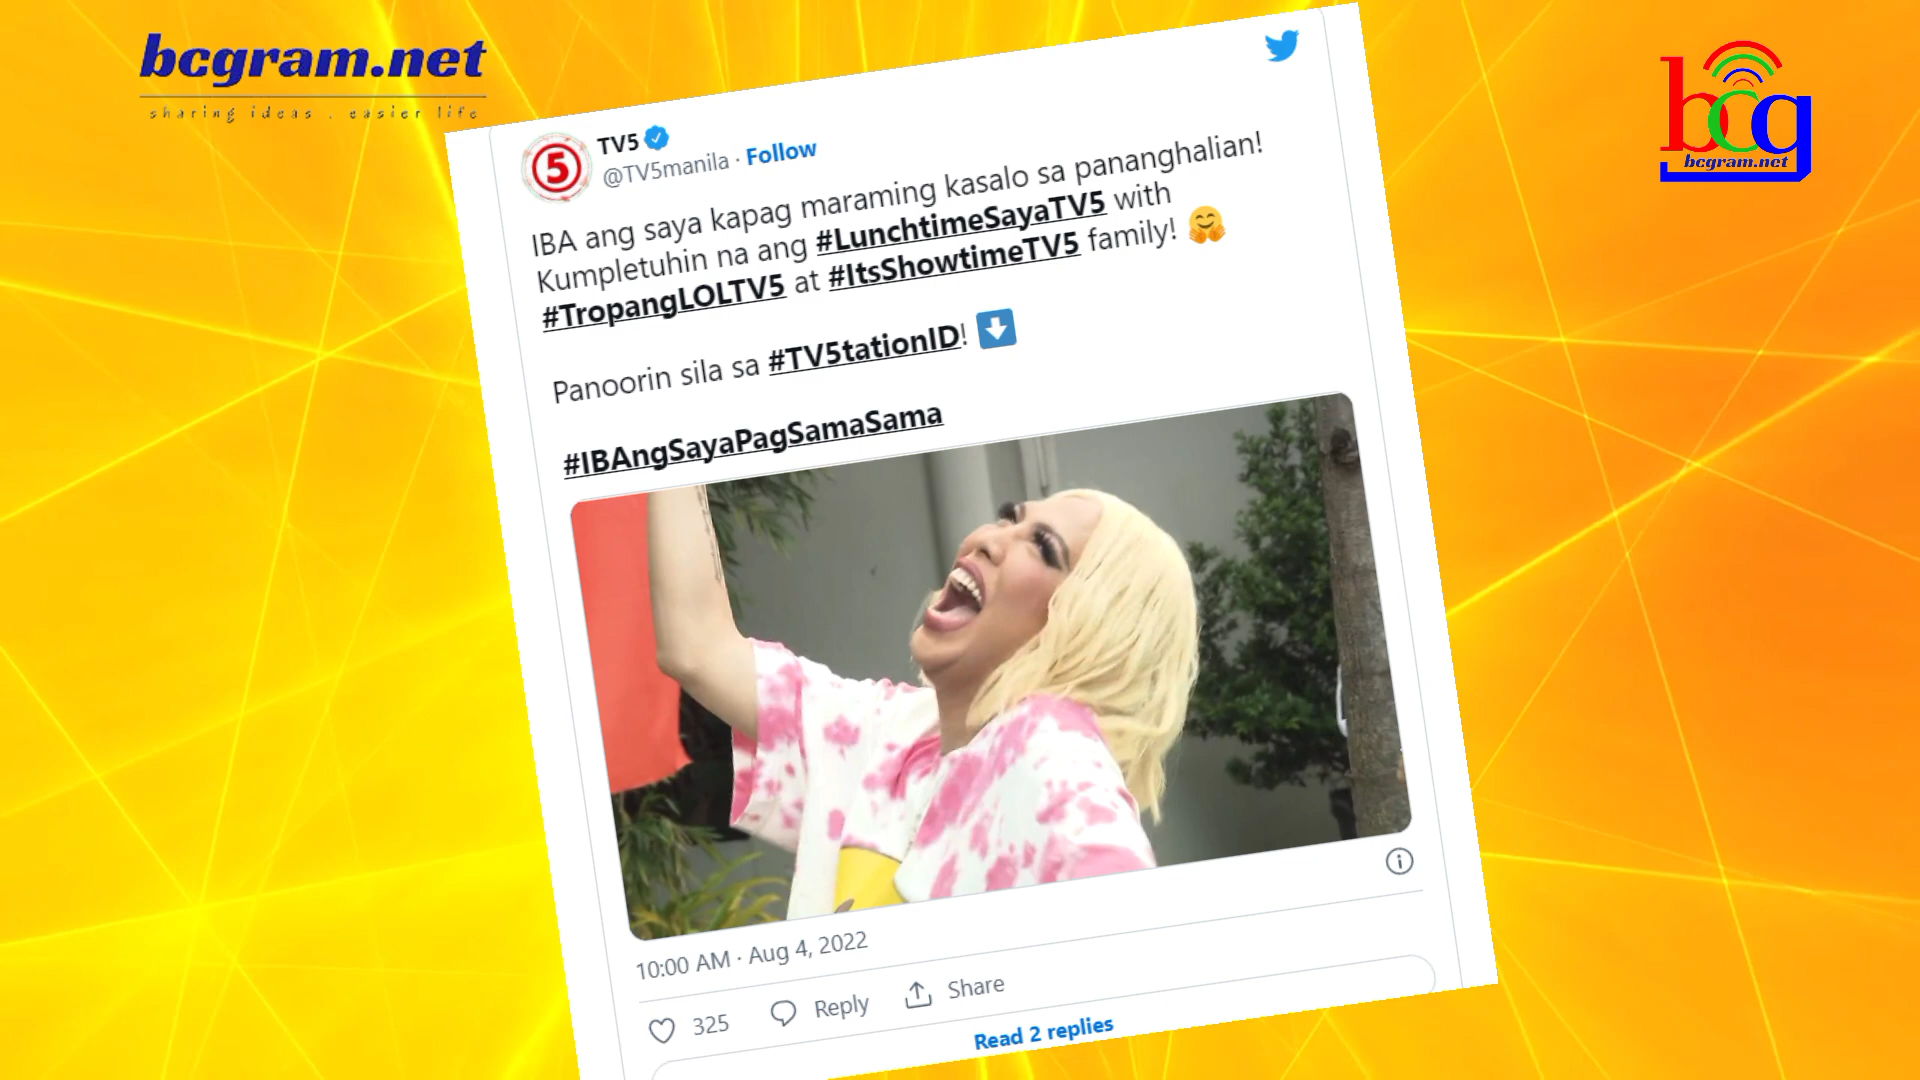 bcgram.net
sharing ideas . easier life
bcg
bcgram.net
5
TV5
@TV5manila · Follow
IBA ang saya kapag maraming kasalo sa pananghalian!
Kumpletuhin na ang #LunchtimeSayaTV5 with
#TropangLOLTV5 at #ItsShowtimeTV5 family! 🤗
Panoorin sila sa #TV5tationID! ⬇️
#IBAngSayaPagSamaSama
10:00 AM · Aug 4, 2022
325 Reply Share
Read 2 replies